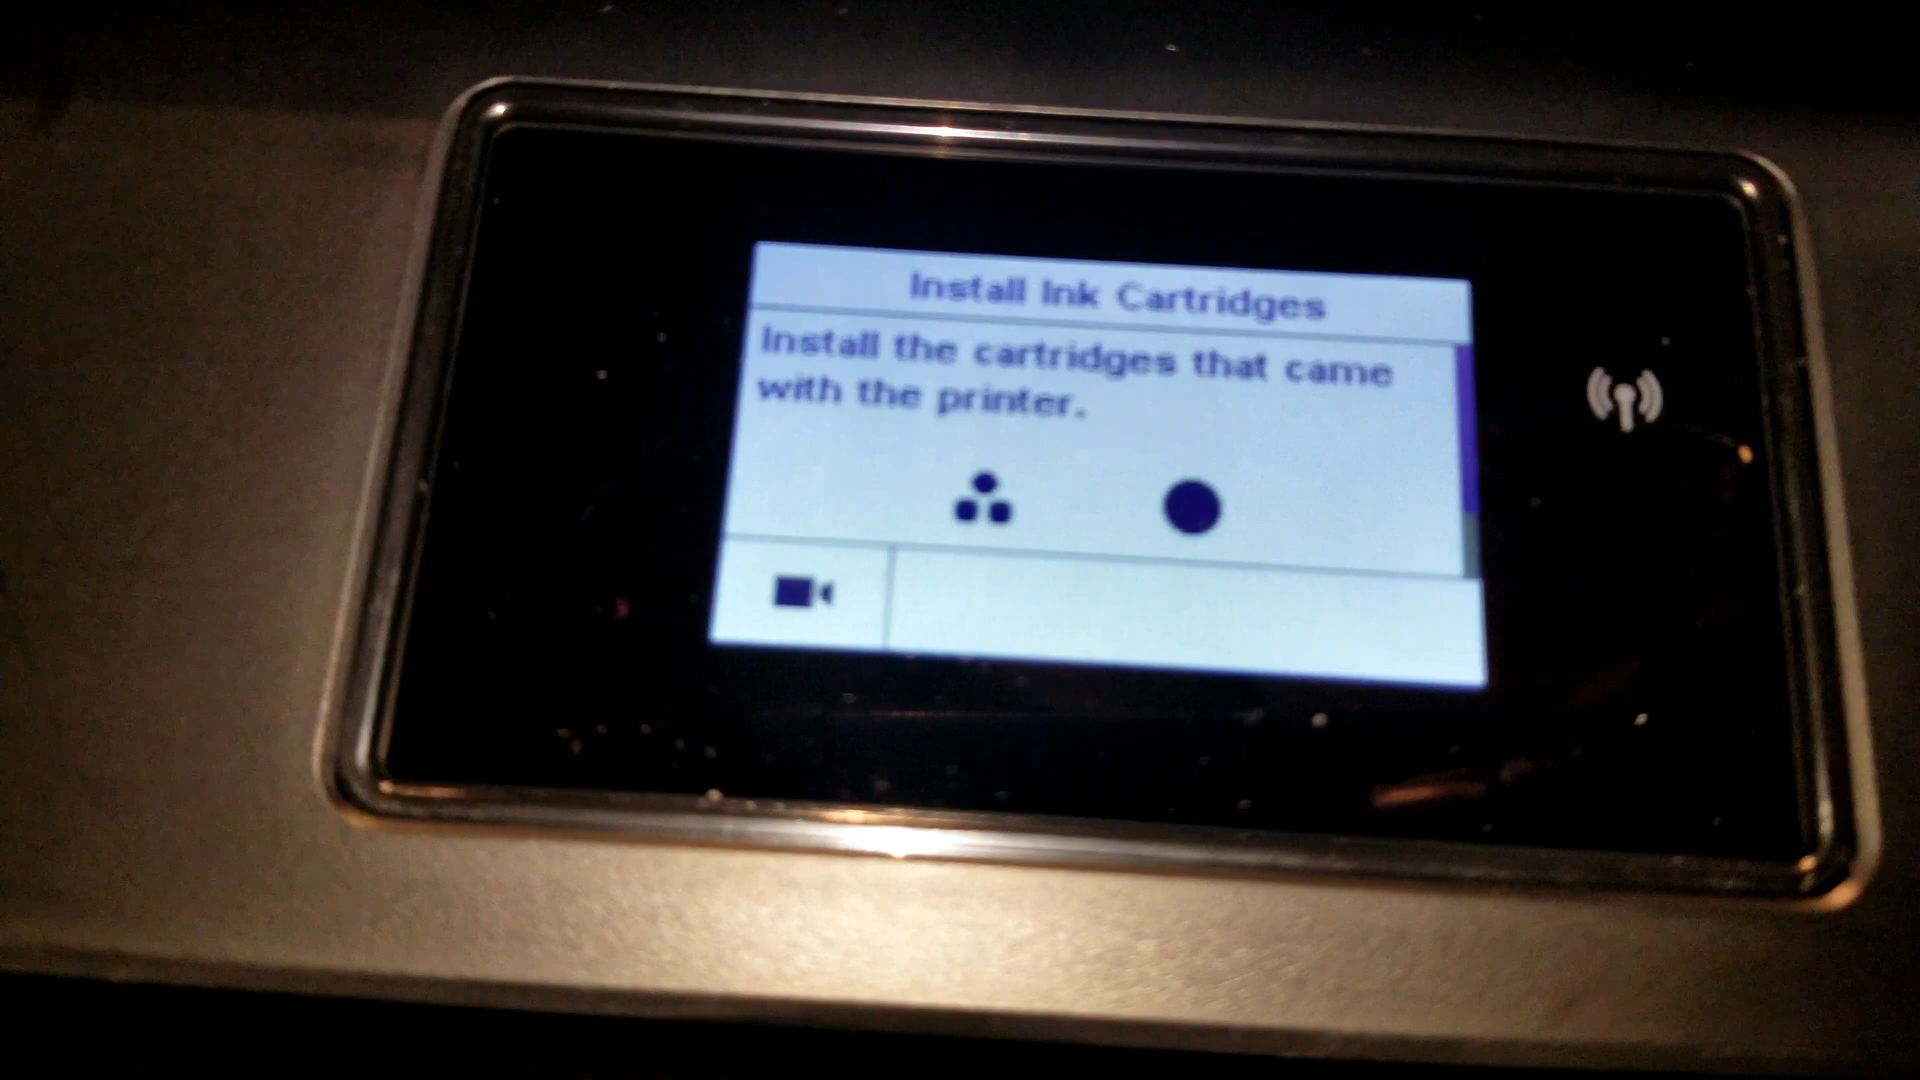 Install Ink Cartridges
Install the cartridges that came
with the printer.